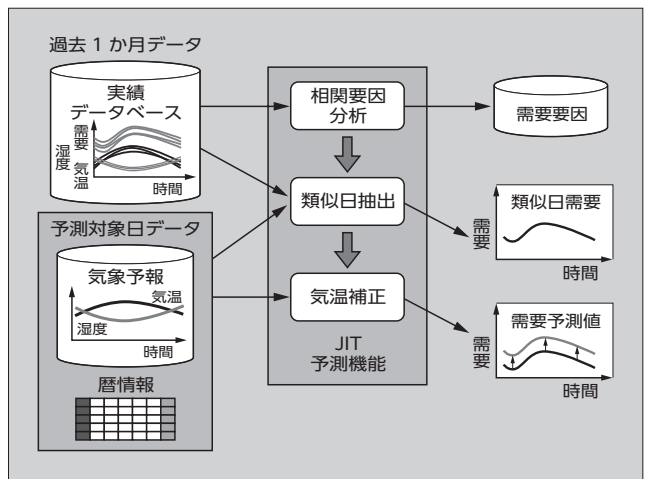 過去 1 か月データ
実績
データベース
需要
湿度
気温
時間
予測対象日データ
気象予報
気温
湿度
時間
暦情報
相関要因
分析
類似日抽出
気温補正
JIT
予測機能
需要要因
類似日需要
需要
時間
需要予測値
需要
時間